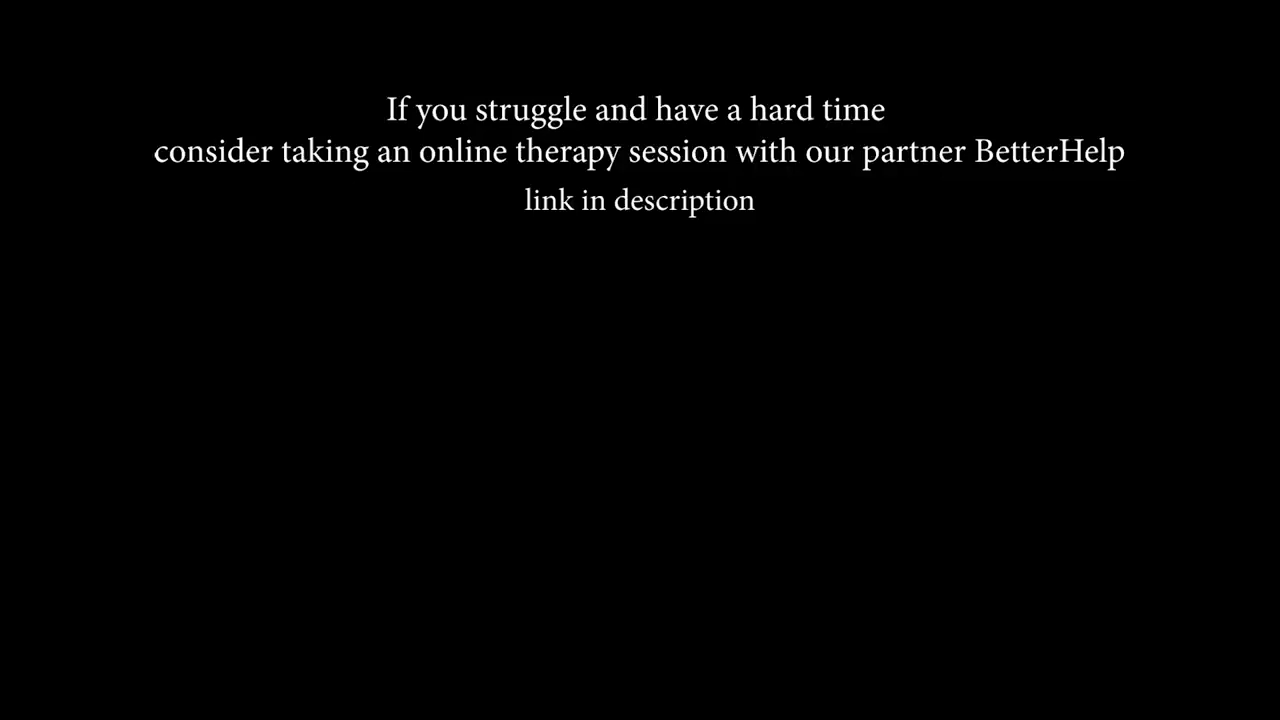 If you struggle and have a hard time
consider taking an online therapy session with our partner BetterHelp
link in description